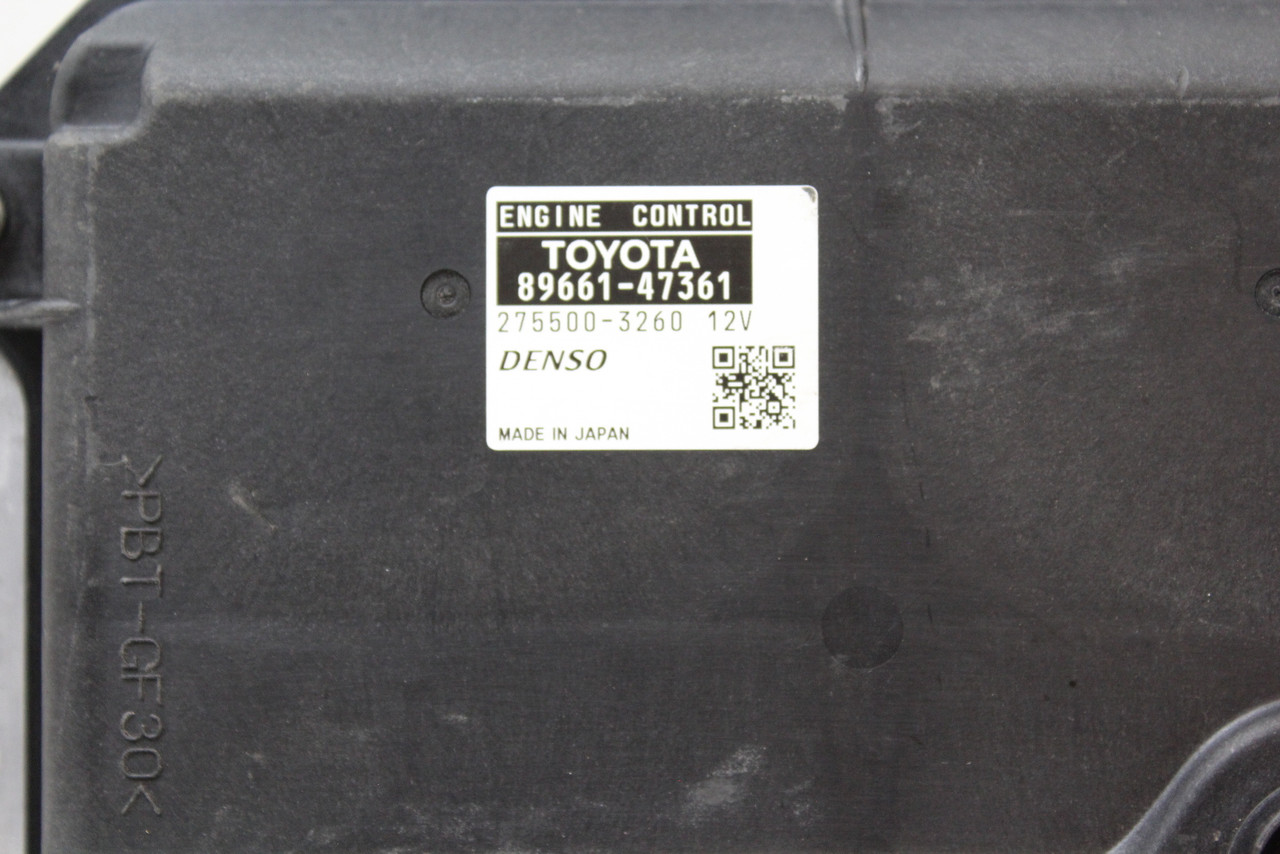 ENGINE CONTROL
TOYOTA
89661-47361
275500-3260 12V
DENSO
MADE IN JAPAN
>PBT-GF30<